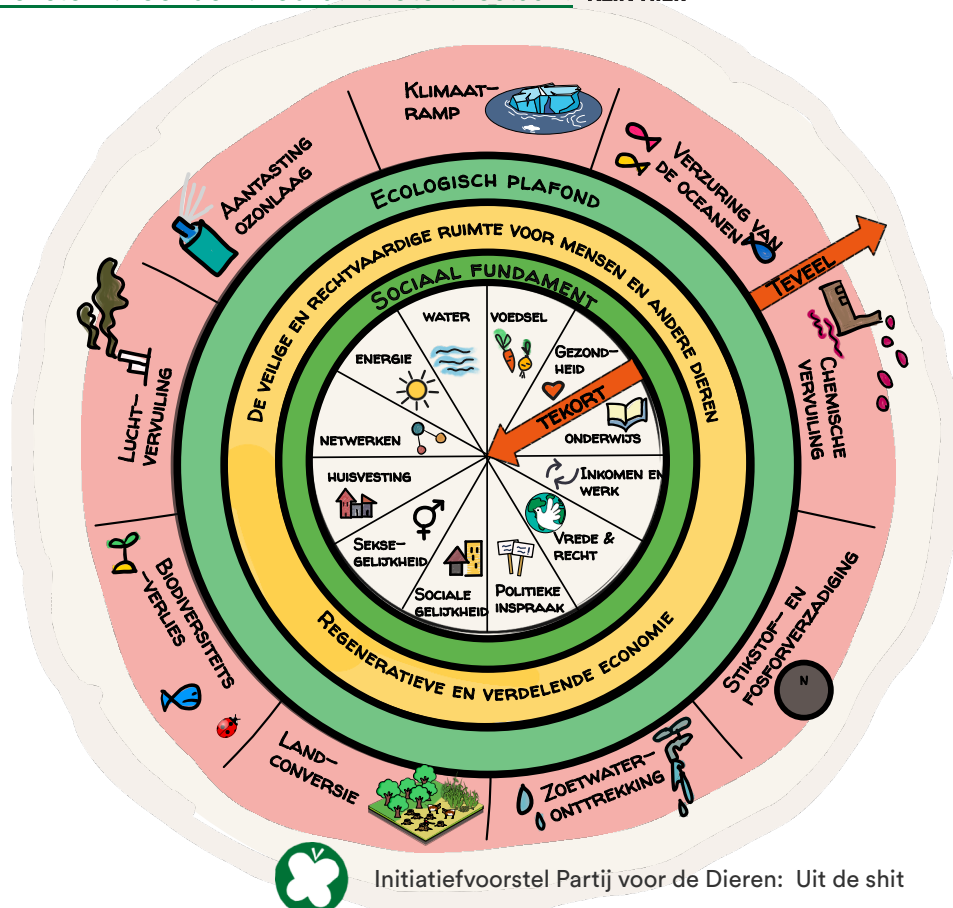 KLIMAAT-
RAMP
VERZURING VAN
DE OCEANEN
TEVEEL
CHEMISCHE
VERVUILING
STIKSTOF- EN
FOSFORVERZADIGING
N
ZOETWATER-
ONTTREKKING
LAND-
CONVERSIE
BIODIVERSITEITS
-VERLIES
LUCHT-
VERVUILING
AANTASTING
OZONLAAG
ECOLOGISCH PLAFOND
DE VEILIGE EN RECHTVAARDIGE RUIMTE VOOR MENSEN EN ANDERE DIEREN
REGENERATIEVE EN VERDELENDE ECONOMIE
SOCIAAL FUNDAMENT
WATER
VOEDSEL
GEZOND-
HEID
TEKORT
ONDERWIJS
INKOMEN EN
WERK
VREDE &
RECHT
POLITIEKE
INSPRAAK
SOCIALE
GELIJKHEID
SEKSE-
GELIJKHEID
HUISVESTING
NETWERKEN
ENERGIE
Initiatiefvoorstel Partij voor de Dieren: Uit de shit